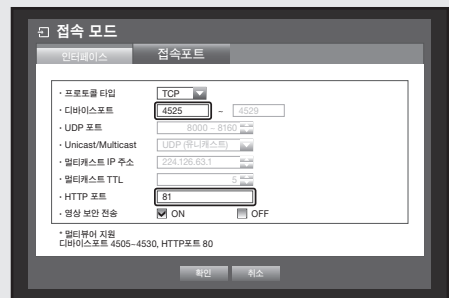 접속 모드
인터페이스 접속포트
· 프로토콜 타입 TCP
· 디바이스포트 4525 ~ 4529
· UDP 포트 8000 ~ 8160
· Unicast/Multicast UDP (유니캐스트)
· 멀티캐스트 IP 주소 224.126.63.1
· 멀티캐스트 TTL 5
· HTTP 포트 81
· 영상 보안 전송 ON OFF
* 멀티뷰어 지원
디바이스포트 4505~4530, HTTP포트 80
확인 취소